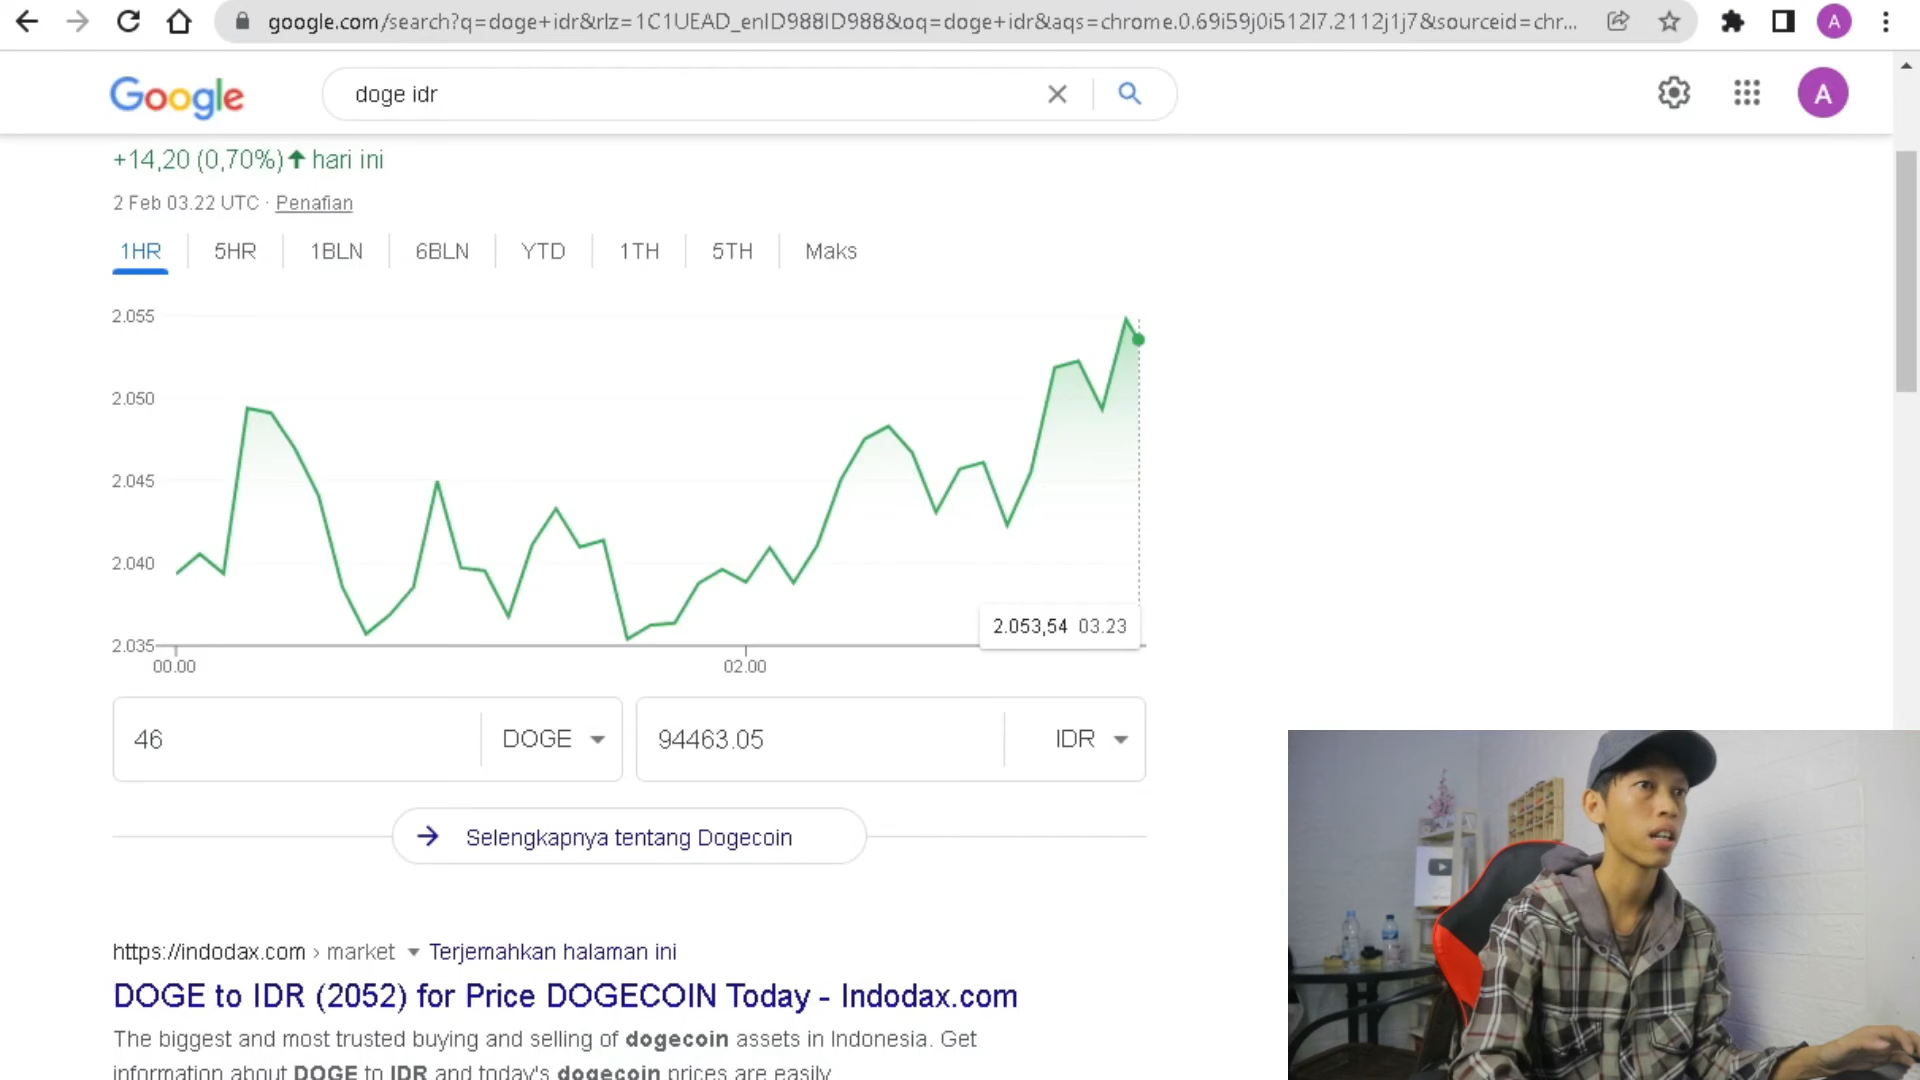 google.com/search?q=doge+idr&rlz=1C1UEAD_enID988ID988&oq=doge+idr&aqs=chrome.0.69i59j0i512l7.2112j1j7&sourceid=chr...
A
Google
doge idr
A
+14,20 (0,70%) hari ini
2 Feb 03.22 UTC · Penafian
1HR
5HR
1BLN
6BLN
YTD
1TH
5TH
Maks
2.055
2.050
2.045
2.040
2.035
2.053,54 03.23
00.00
02.00
46
DOGE
94463.05
IDR
Selengkapnya tentang Dogecoin
https://indodax.com › market Terjemahkan halaman ini
DOGE to IDR (2052) for Price DOGECOIN Today - Indodax.com
The biggest and most trusted buying and selling of dogecoin assets in Indonesia. Get
information about DOGE to IDR and today's dogecoin prices are easily